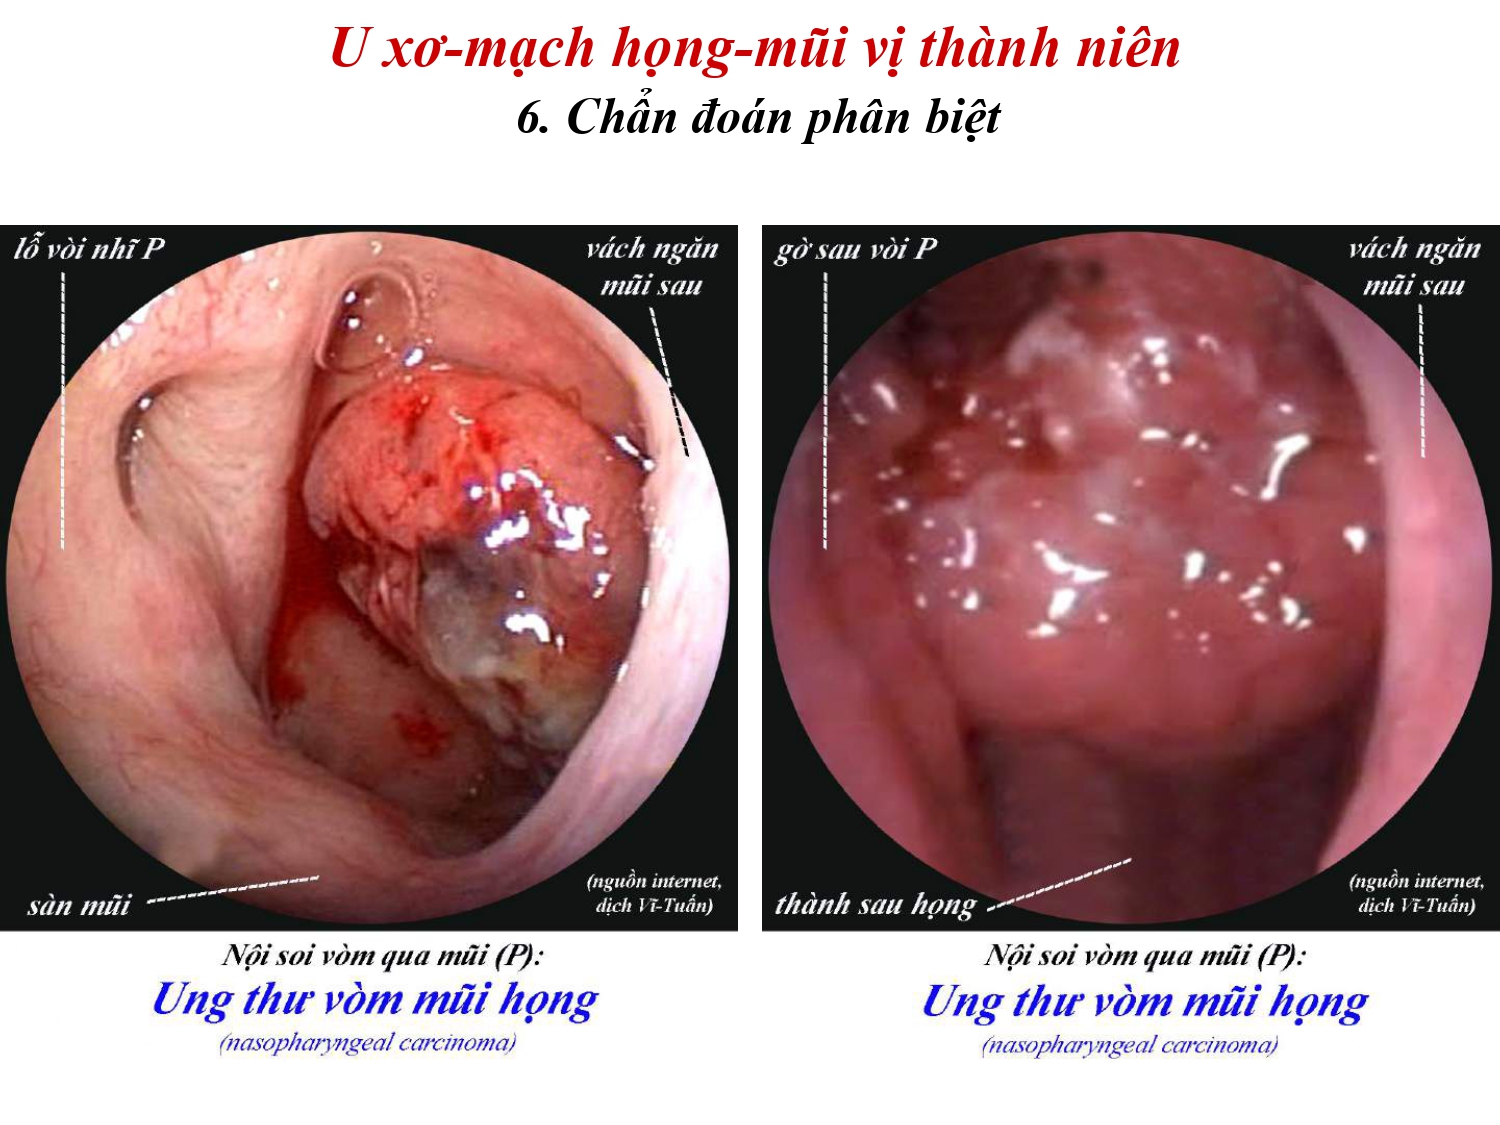 U xơ-mạch họng-mũi vị thành niên
6. Chẩn đoán phân biệt
lỗ vòi nhĩ P
vách ngăn
mũi sau
sàn mũi
(nguồn internet,
dịch Vĩ-Tuấn)
Nội soi vòm qua mũi (P):
Ung thư vòm mũi họng
(nasopharyngeal carcinoma)
gờ sau vòi P
vách ngăn
mũi sau
thành sau họng
(nguồn internet,
dịch Vĩ-Tuấn)
Nội soi vòm qua mũi (P):
Ung thư vòm mũi họng
(nasopharyngeal carcinoma)